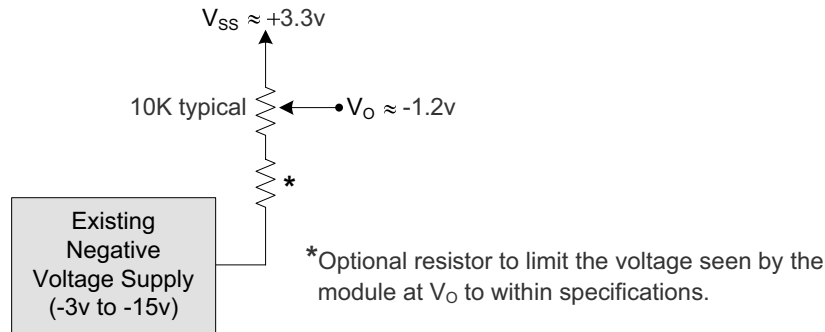 V_SS ≈ +3.3v
10K typical
V_O ≈ -1.2v
*
Existing
Negative
Voltage Supply
(-3v to -15v)
*Optional resistor to limit the voltage seen by the
module at V_O to within specifications.